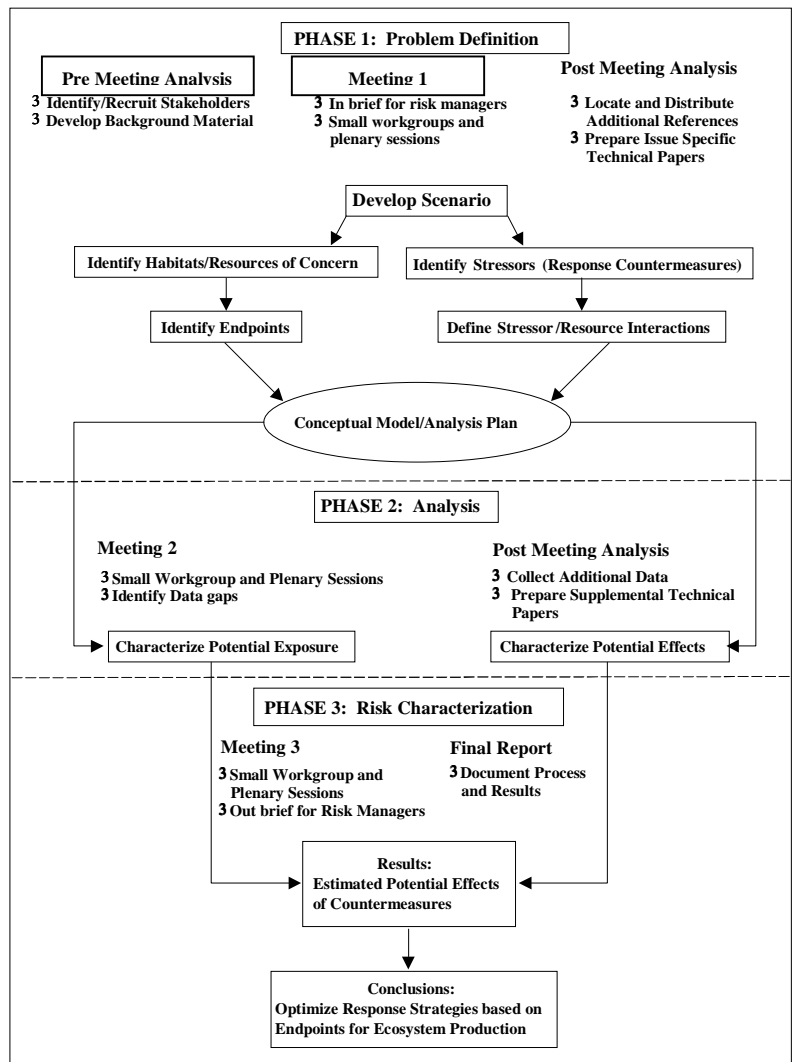 PHASE 1: Problem Definition
Pre Meeting Analysis
3 Identify/Recruit Stakeholders
3 Develop Background Material
Meeting 1
3 In brief for risk managers
3 Small workgroups and
plenary sessions
Post Meeting Analysis
3 Locate and Distribute
Additional References
3 Prepare Issue Specific
Technical Papers
Develop Scenario
Identify Habitats/Resources of Concern
Identify Stressors (Response Countermeasures)
Identify Endpoints
Define Stressor/Resource Interactions
Conceptual Model/Analysis Plan
PHASE 2: Analysis
Meeting 2
3 Small Workgroup and Plenary Sessions
3 Identify Data gaps
Post Meeting Analysis
3 Collect Additional Data
3 Prepare Supplemental Technical
Papers
Characterize Potential Exposure
Characterize Potential Effects
PHASE 3: Risk Characterization
Meeting 3
3 Small Workgroup and
Plenary Sessions
3 Out brief for Risk Managers
Final Report
3 Document Process
and Results
Results:
Estimated Potential Effects
of Countermeasures
Conclusions:
Optimize Response Strategies based on
Endpoints for Ecosystem Production